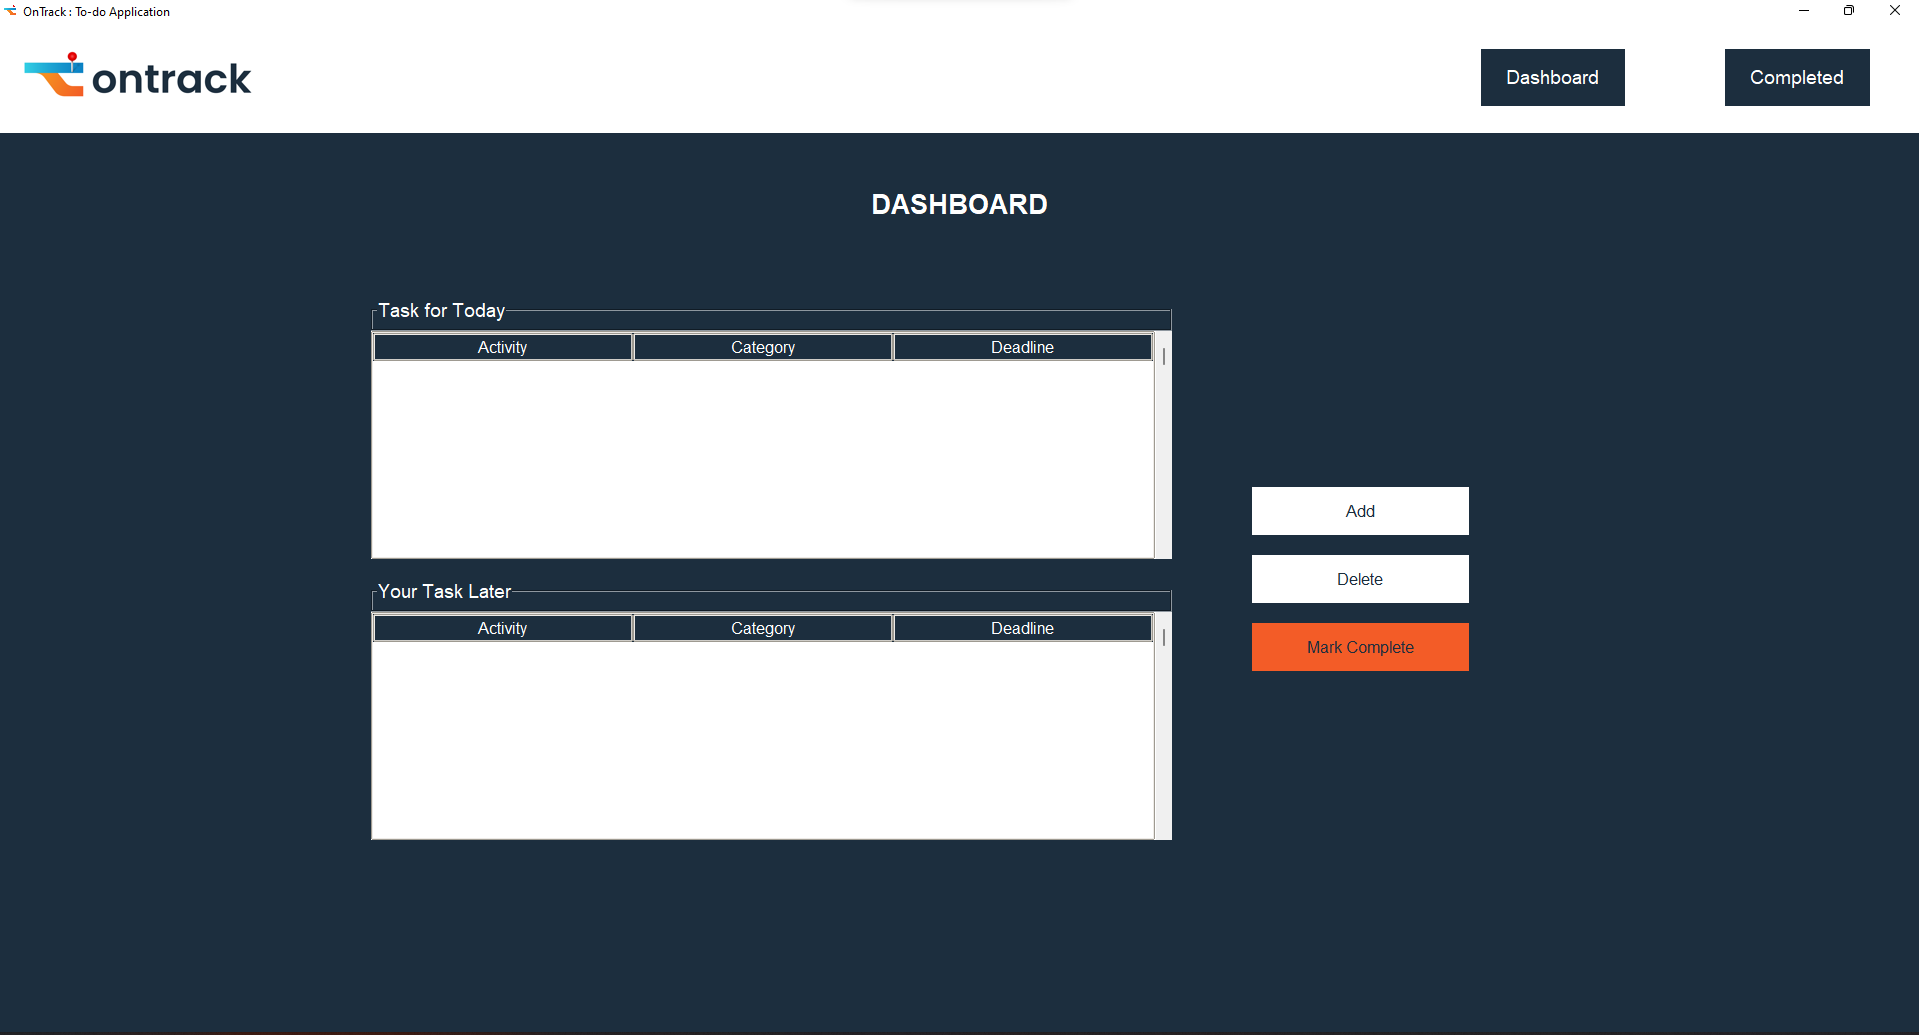 OnTrack : To-do Application
ontrack
Dashboard
Completed
DASHBOARD
Task for Today
Activity Category Deadline
Add
Delete
Your Task Later
Activity Category Deadline
Mark Complete